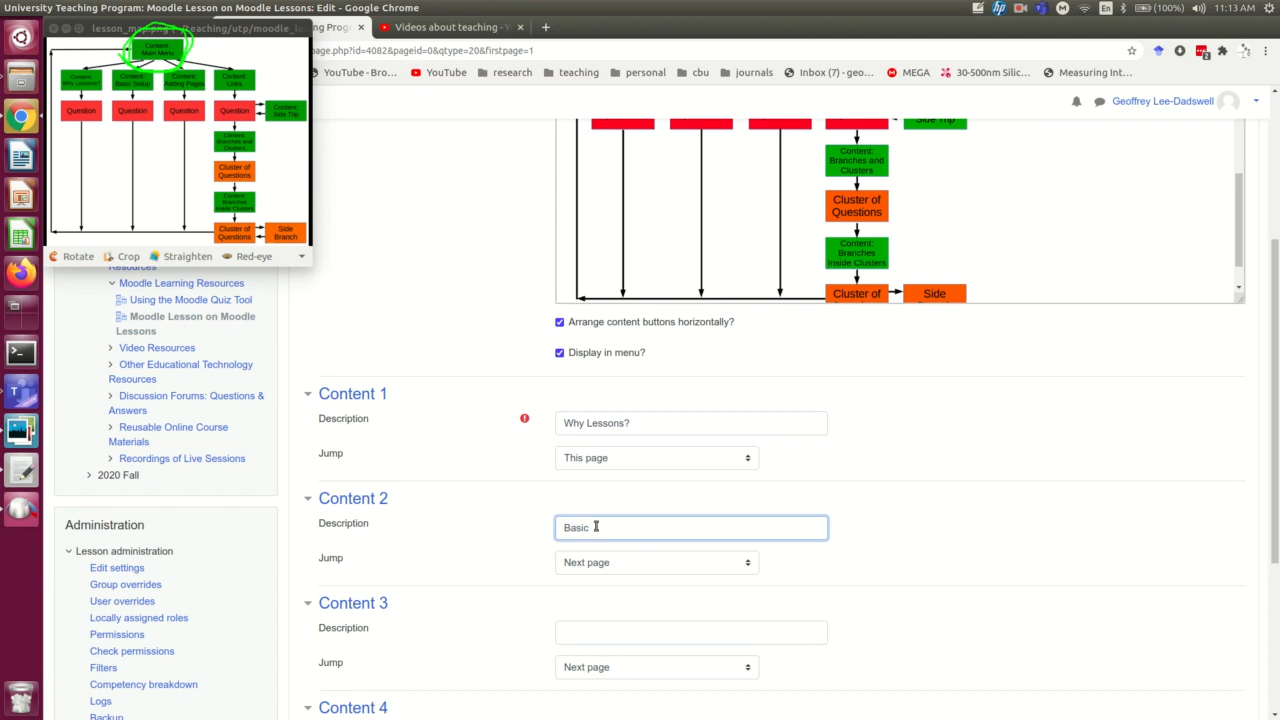 University Teaching Program: Moodle Lesson on Moodle Lessons: Edit - Google Chrome
11:13 AM
lesson_map.png (~/teaching/utp/moodle_le
ng Progra
Videos about teaching - Y
page.php?id=4082&pageid=0&qtype=20&firstpage=1
YouTube - Bro...
YouTube
research
teaching
personal
cbu
journals
Inbox (7) - geo...
MEGA
30-500nm Silic...
Measuring Int...
Geoffrey Lee-Dadswell
Content:
Main Menu
Content:
Why Lessons?
Content:
Basic Setup
Content:
Adding Pages
Content:
Links
Question
Question
Question
Question
Content:
Side Trip
Content:
Branches and
Clusters
Cluster of
Questions
Content:
Branches
Inside Clusters
Cluster of
Questions
Side
Branch
Rotate
Crop
Straighten
Red-eye
Side Trip
Content:
Branches and
Clusters
Cluster of
Questions
Content:
Branches
Inside Clusters
Cluster of
Side
Resources
Moodle Learning Resources
Using the Moodle Quiz Tool
Moodle Lesson on Moodle
Lessons
Video Resources
Other Educational Technology
Resources
Discussion Forums: Questions &
Answers
Reusable Online Course
Materials
Recordings of Live Sessions
2020 Fall
Administration
Lesson administration
Edit settings
Group overrides
User overrides
Locally assigned roles
Permissions
Check permissions
Filters
Competency breakdown
Logs
Backup
Arrange content buttons horizontally?
Display in menu?
Content 1
Description
Why Lessons?
Jump
This page
Content 2
Description
Basic
Jump
Next page
Content 3
Description
Jump
Next page
Content 4